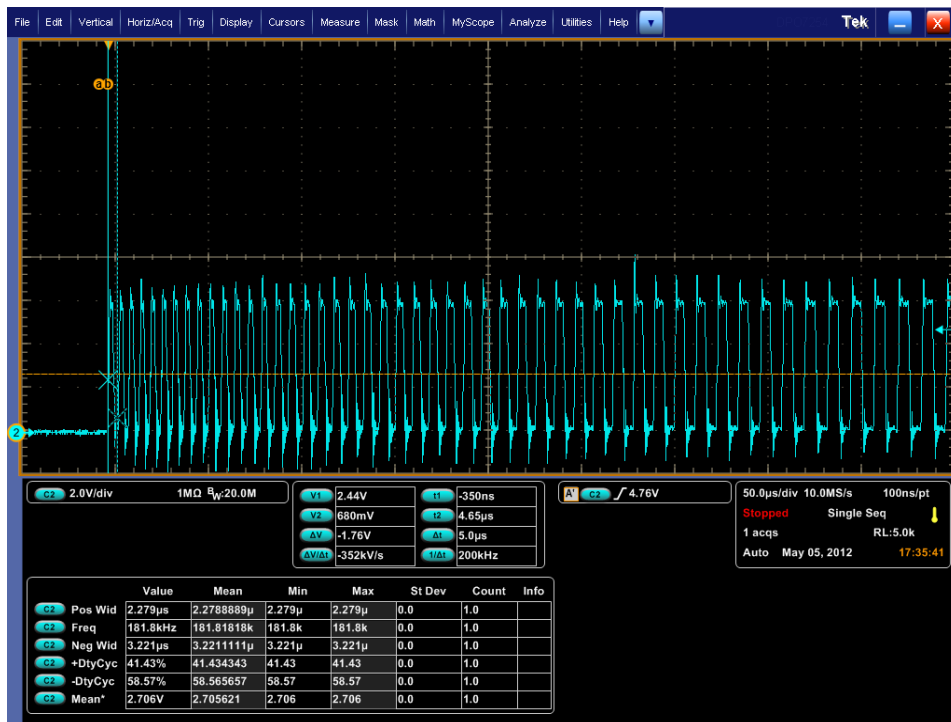 File Edit Vertical Horiz/Acq Trig Display Cursors Measure Mask Math MyScope Analyze Utilities Help Tek X
a b
2
C2 2.0V/div 1MΩ BW:20.0M
V1 2.44V t1 -350ns
V2 680mV t2 4.65µs
ΔV -1.76V Δt 5.0µs
ΔV/Δt -352kV/s 1/Δt 200kHz
A' C2 4.76V
50.0µs/div 10.0MS/s 100ns/pt
Stopped Single Seq
1 acqs RL:5.0k
Auto May 05, 2012 17:35:41
Value Mean Min Max St Dev Count Info
C2 Pos Wid 2.279µs 2.2788889µ 2.279µ 2.279µ 0.0 1.0
C2 Freq 181.8kHz 181.81818k 181.8k 181.8k 0.0 1.0
C2 Neg Wid 3.221µs 3.2211111µ 3.221µ 3.221µ 0.0 1.0
C2 +DtyCyc 41.43% 41.434343 41.43 41.43 0.0 1.0
C2 -DtyCyc 58.57% 58.565657 58.57 58.57 0.0 1.0
C2 Mean* 2.706V 2.705621 2.706 2.706 0.0 1.0